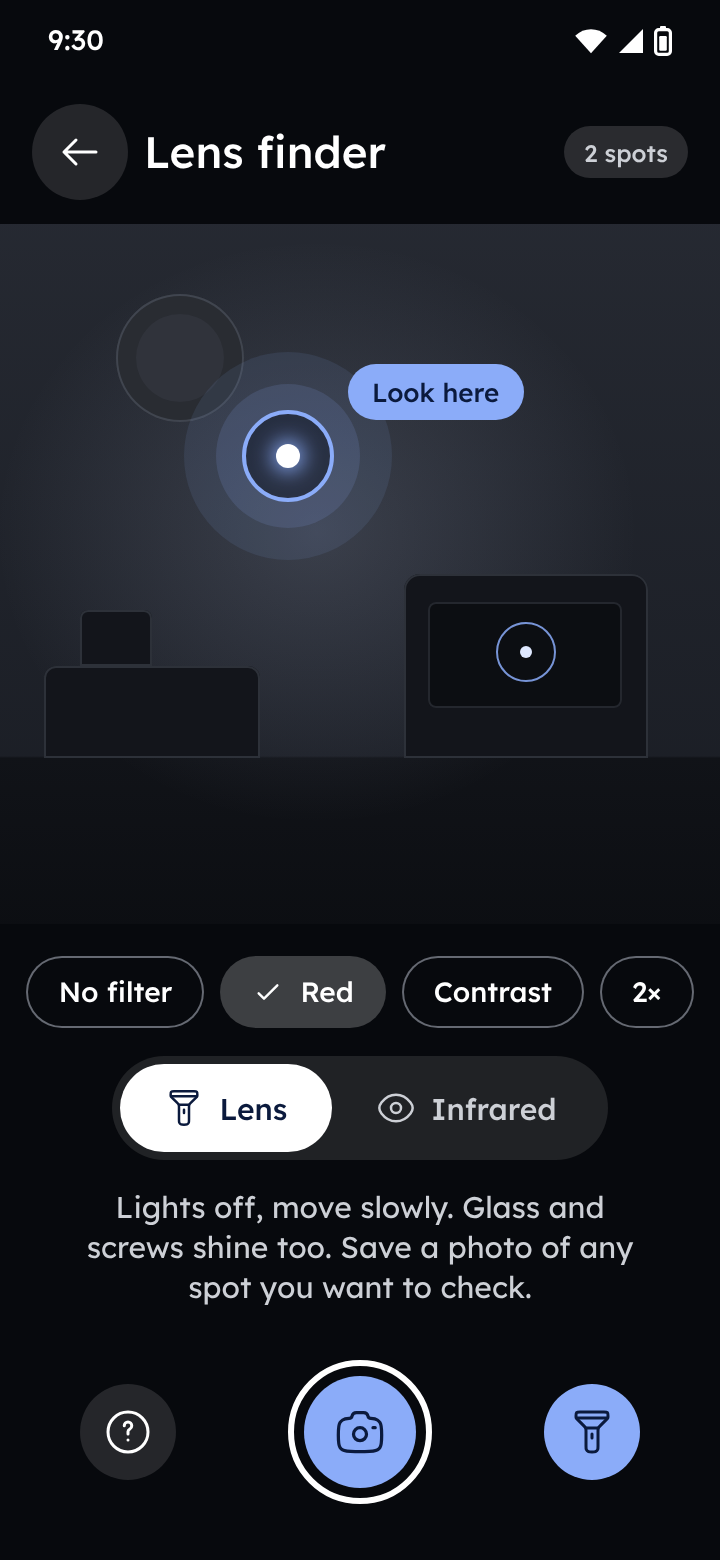 9:30
Lens finder
2 spots
Look here
No filter
Red
Contrast
2×
Lens
Infrared
Lights off, move slowly. Glass and
screws shine too. Save a photo of any
spot you want to check.